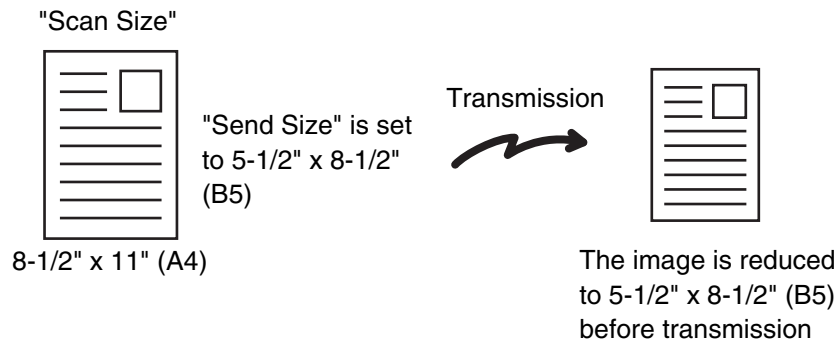 "Scan Size"
8-1/2" x 11" (A4)
"Send Size" is set
to 5-1/2" x 8-1/2"
(B5)
Transmission
The image is reduced
to 5-1/2" x 8-1/2" (B5)
before transmission